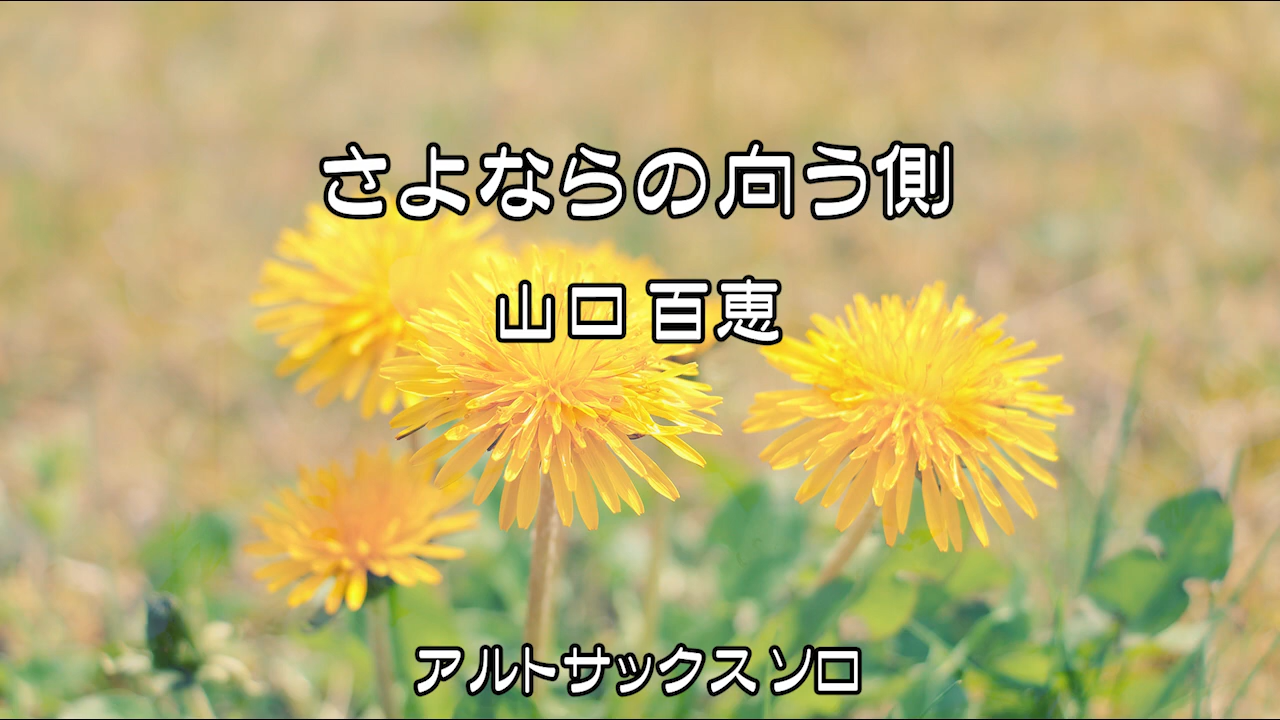 さよならの向う側
山口 百恵
アルトサックス ソロ